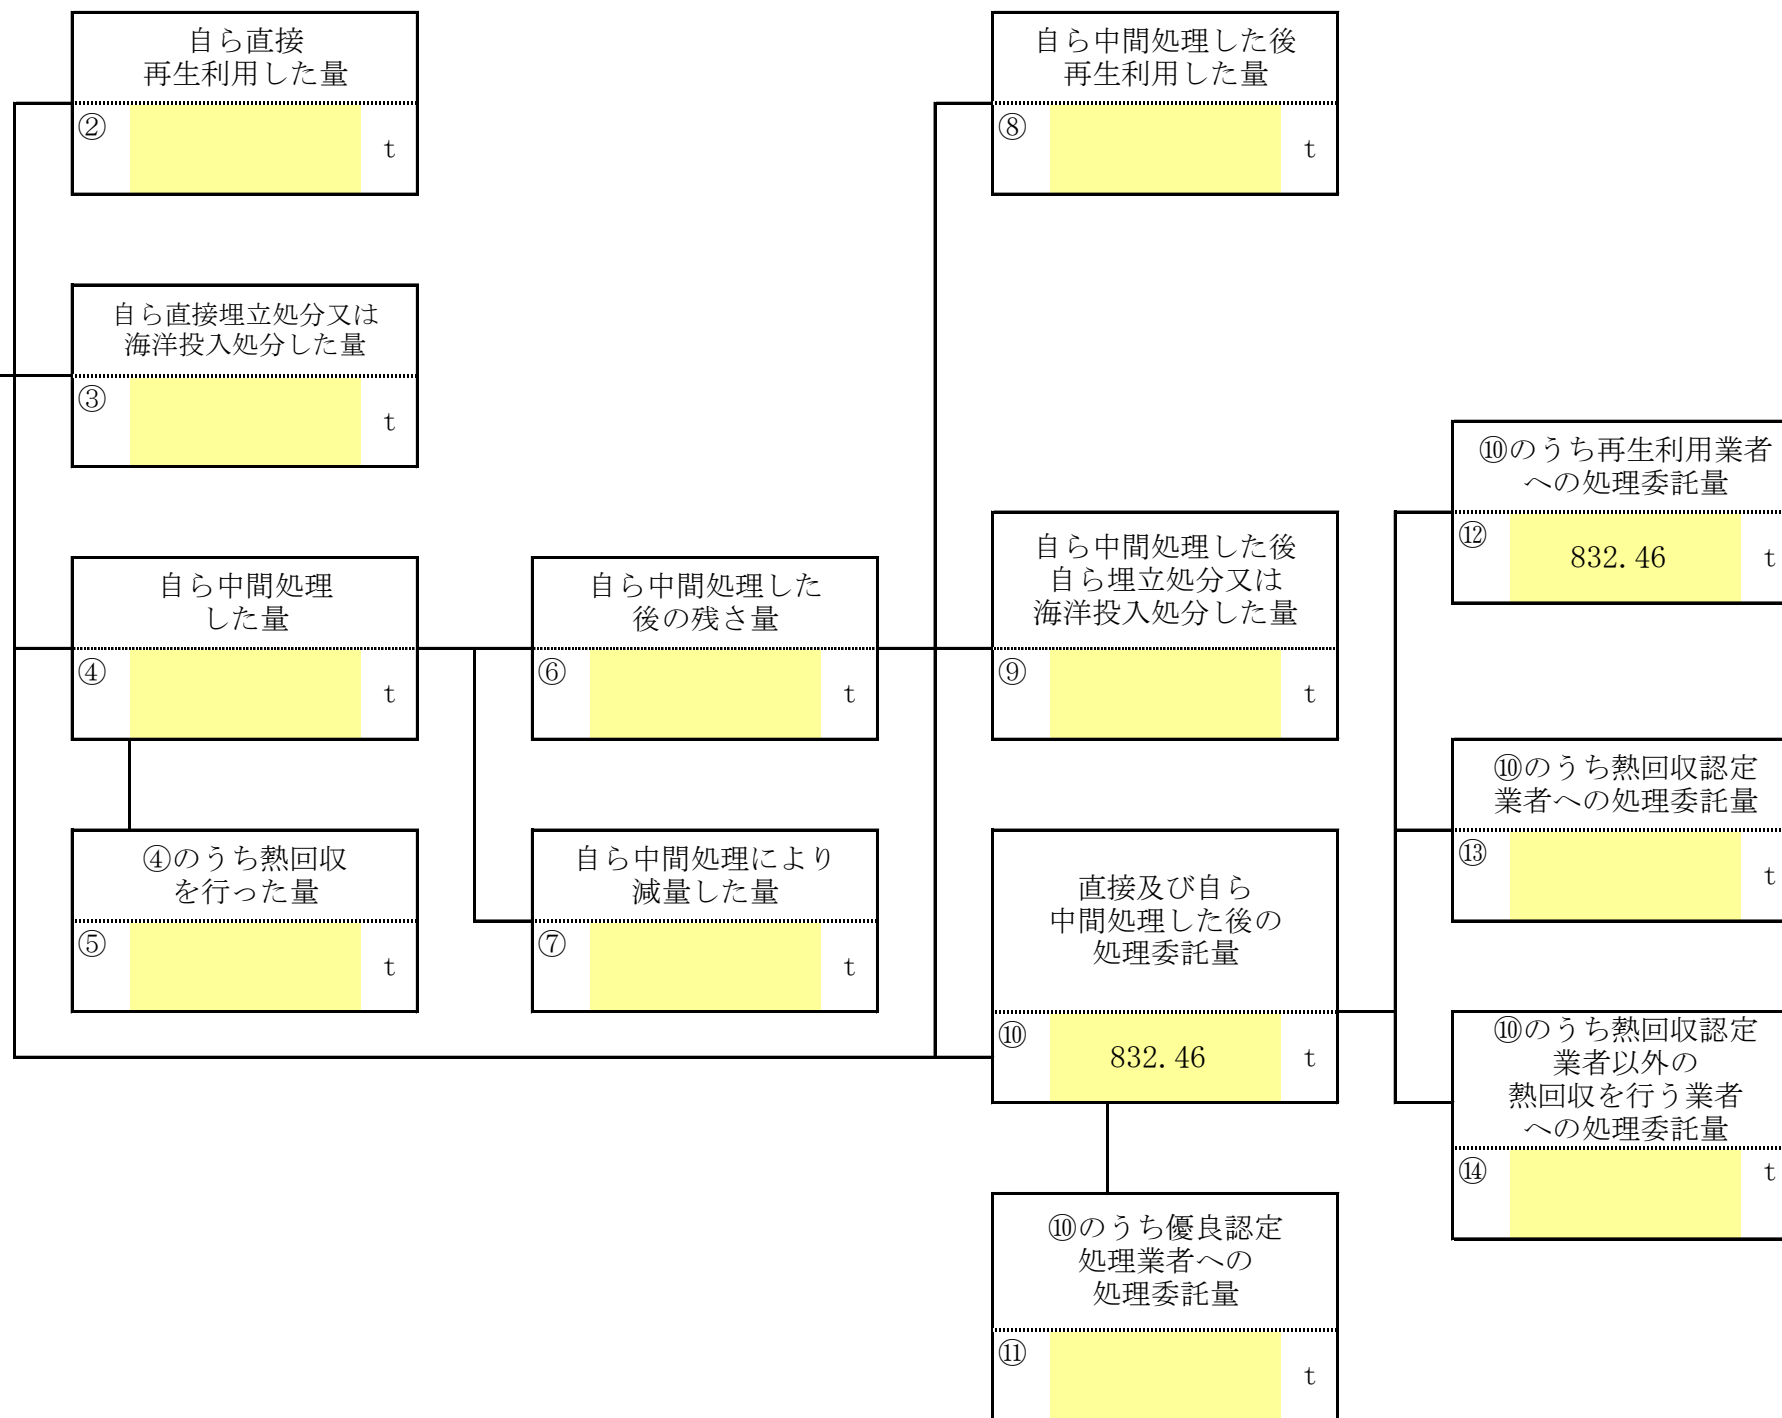 自ら直接
再生利用した量
②
t
自ら直接埋立処分又は
海洋投入処分した量
③
t
自ら中間処理
した量
④
t
④のうち熱回収
を行った量
⑤
t
自ら中間処理した
後の残さ量
⑥
t
自ら中間処理により
減量した量
⑦
t
自ら中間処理した後
再生利用した量
⑧
t
自ら中間処理した後
自ら埋立処分又は
海洋投入処分した量
⑨
t
直接及び自ら
中間処理した後の
処理委託量
⑩ 832.46 t
⑩のうち優良認定
処理業者への
処理委託量
⑪
t
⑩のうち再生利用業者
への処理委託量
⑫ 832.46 t
⑩のうち熱回収認定
業者への処理委託量
⑬
t
⑩のうち熱回収認定
業者以外の
熱回収を行う業者
への処理委託量
⑭
t